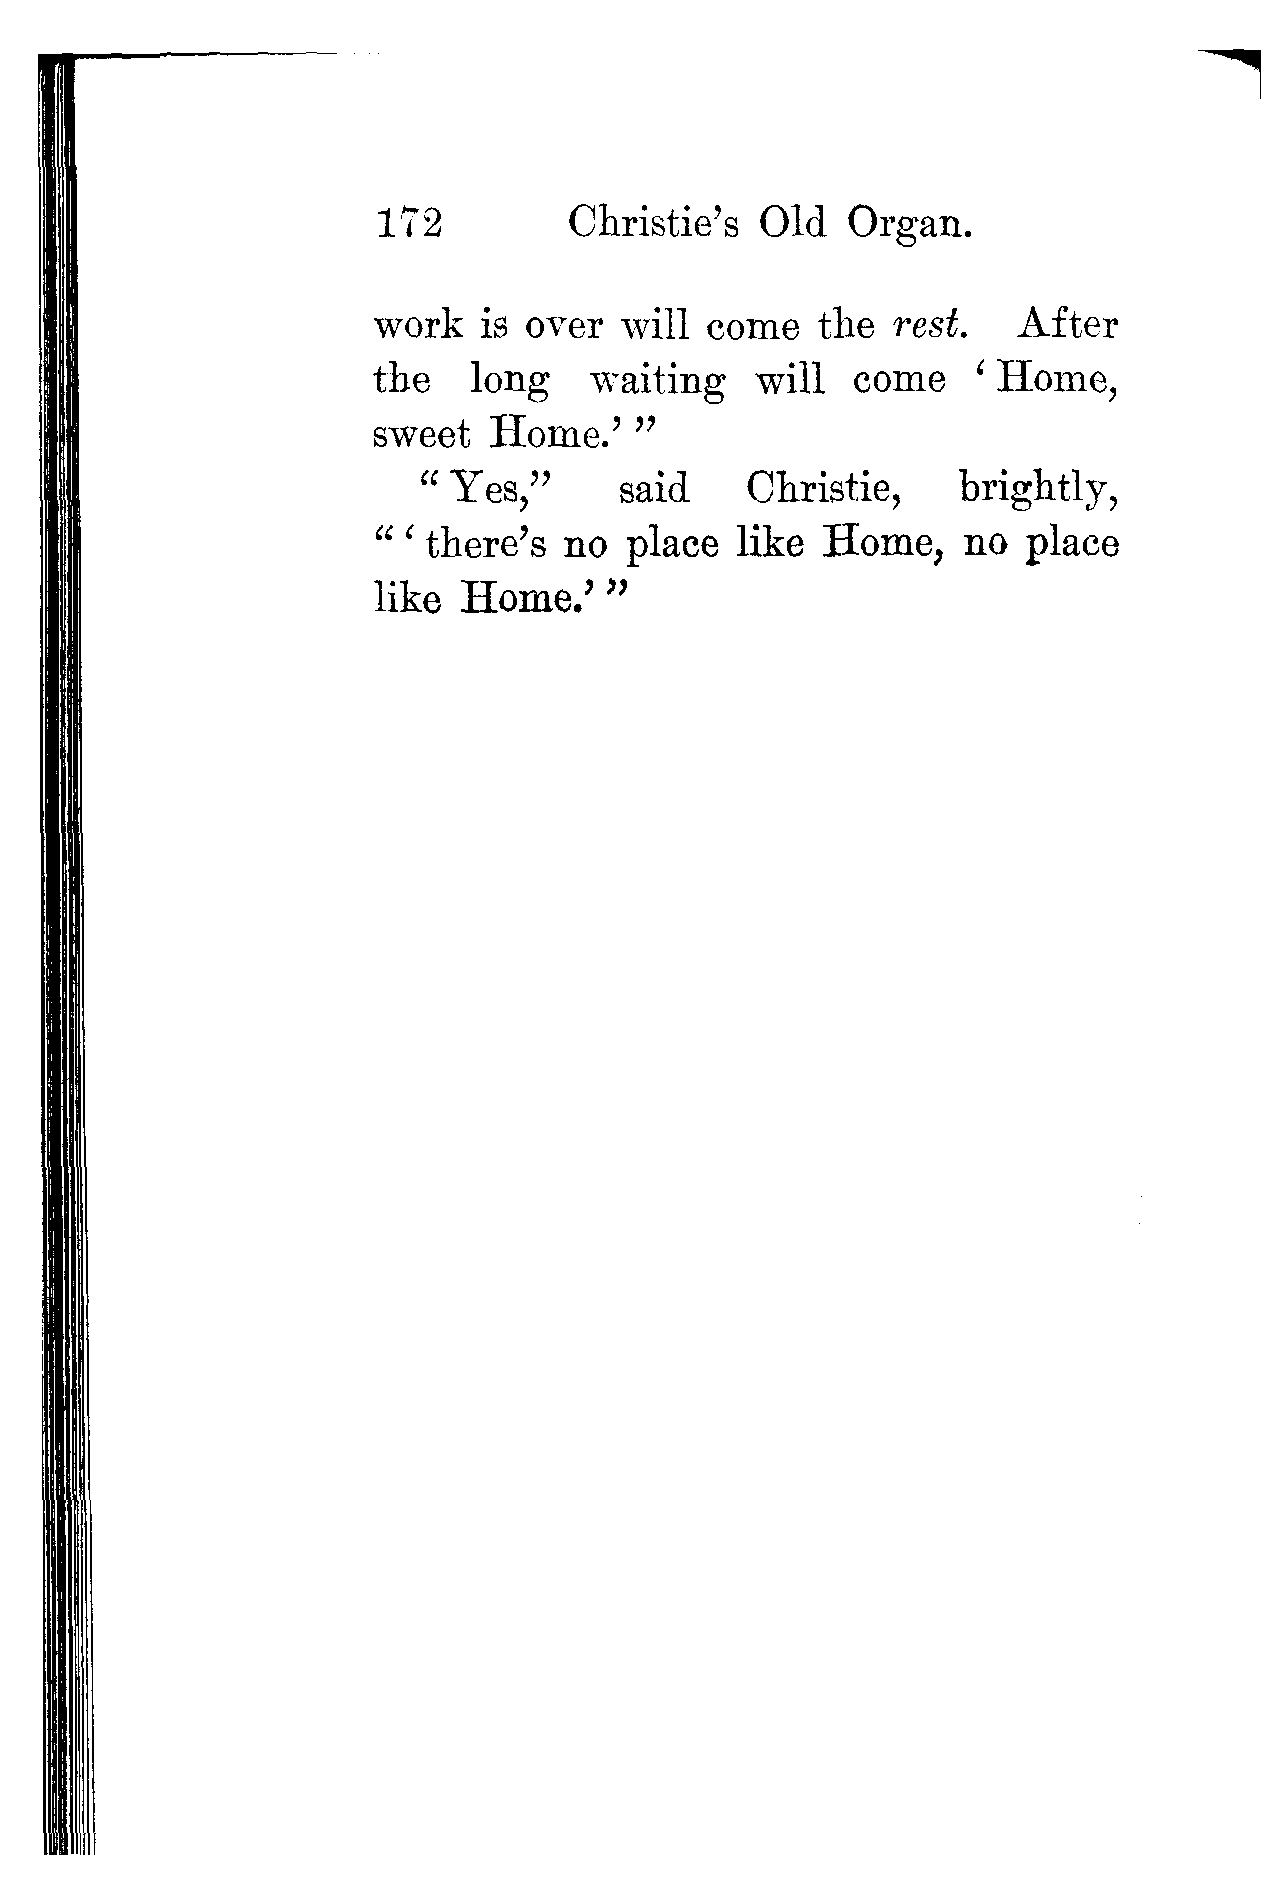 172 Christie’s Old Organ.
work is over will come the rest. After
the long waiting will come ‘Home,
sweet Home.’”
“Yes,” said Christie, brightly,
“‘there’s no place like Home, no place
like Home.’”